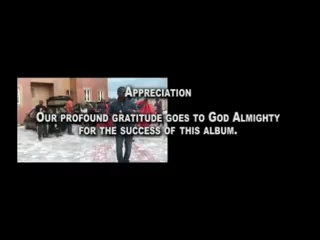 Appreciation
Our profound gratitude goes to God Almighty
for the success of this album.